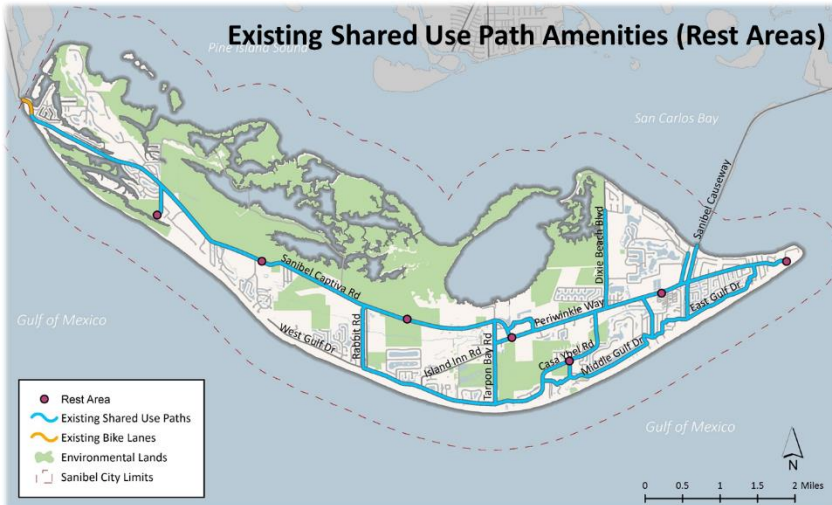 Existing Shared Use Path Amenities (Rest Areas)
Pine Island Sound
San Carlos Bay
Sanibel Causeway
Dixie Beach Blvd
Sanibel Captiva Rd
Periwinkle Way
East Gulf Dr
Gulf of Mexico
West Gulf Dr
Rabbit Rd
Island Inn Rd
Tarpon Bay Rd
Casa Ybel Rd
Middle Gulf Dr
Gulf of Mexico
Rest Area
Existing Shared Use Paths
Existing Bike Lanes
Environmental Lands
Sanibel City Limits
N
0 0.5 1 1.5 2 Miles